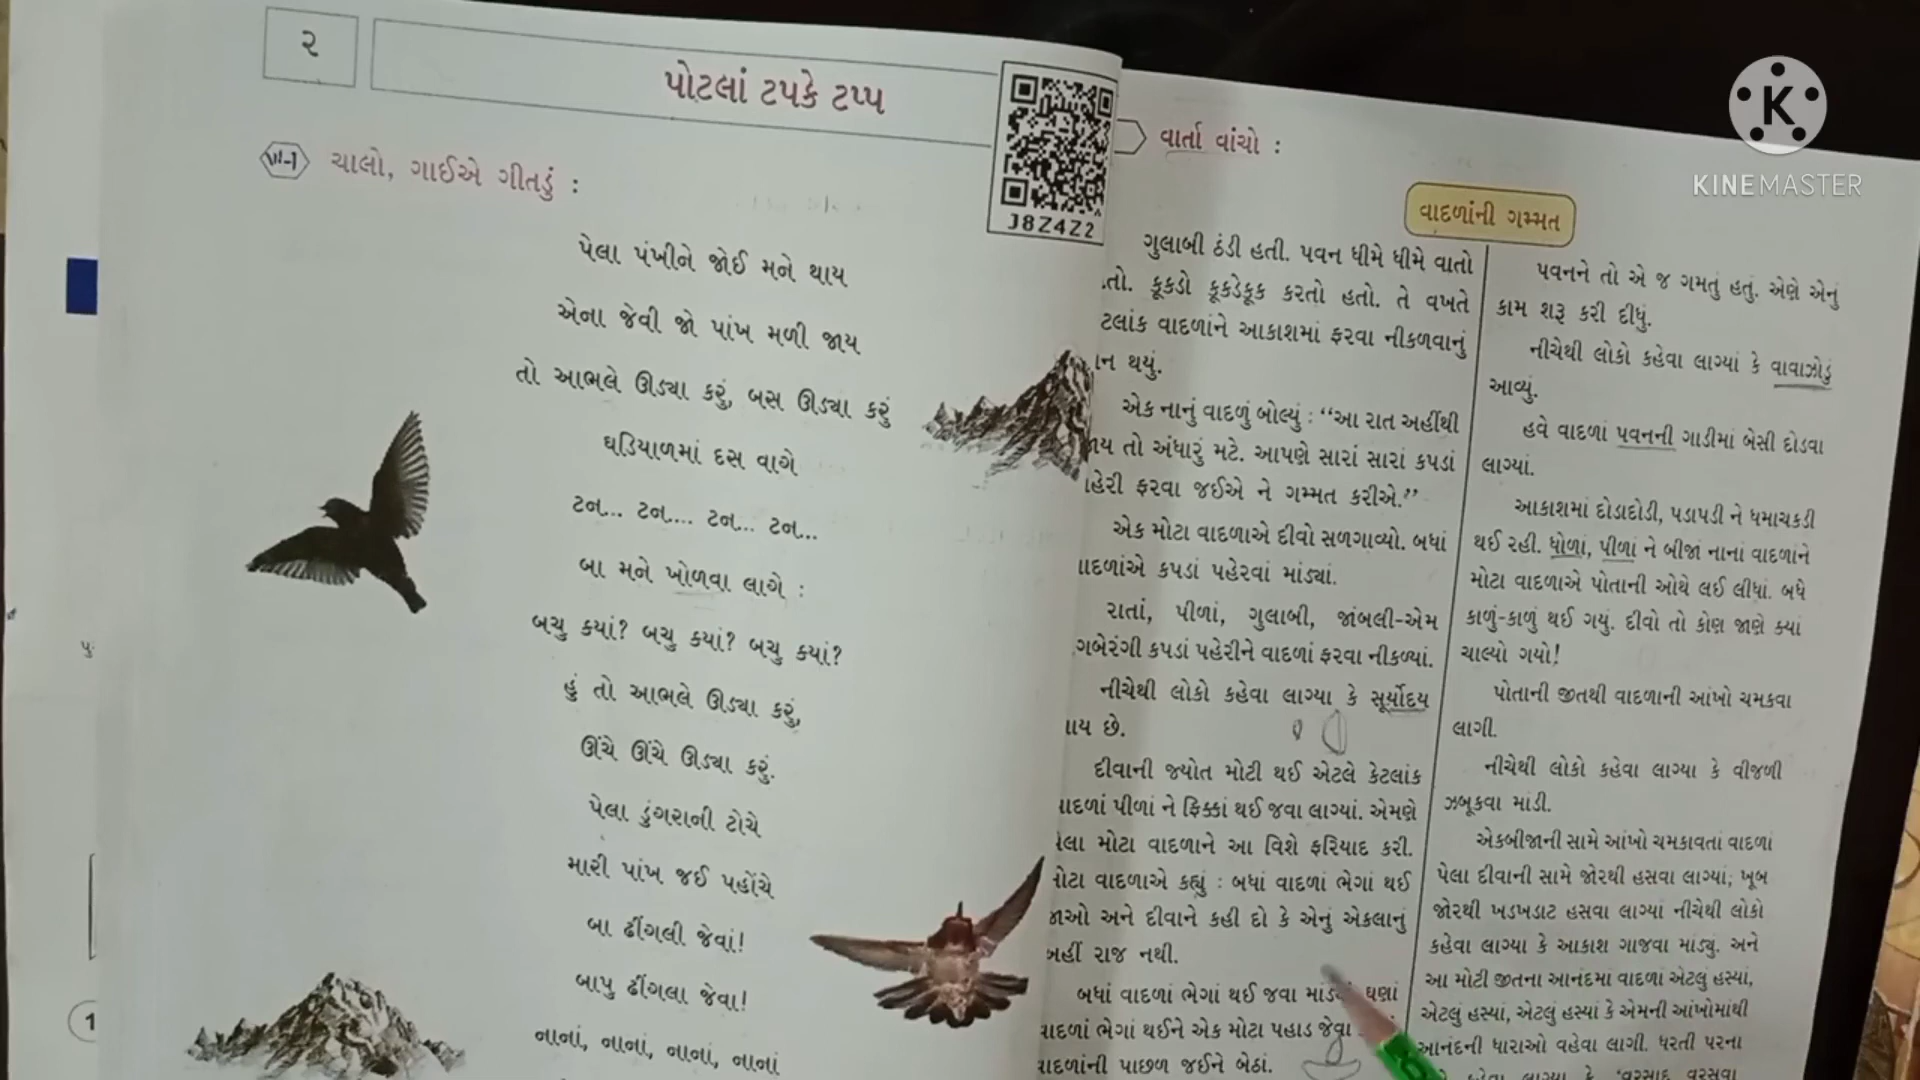 ૨
પોટલાં ટપકે ટપ્પ
J8Z4Z2
ચાલો, ગાઈએ ગીતડું :
પેલા પંખીને જોઈ મને થાય
એના જેવી જો પાંખ મળી જાય
તો આભલે ઊડ્યા કરું, બસ ઊડ્યા કરું
ઘડિયાળમાં દસ વાગે
ટન... ટન.... ટન... ટન...
બા મને ખોળવા લાગે :
બચુ કયાં? બચુ કયાં? બચુ કયાં?
હું તો આભલે ઊડ્યા કરું,
ઊંચે ઊંચે ઊડ્યા કરું.
પેલા ડુંગરાની ટોચે
મારી પાંખ જઈ પહોંચે
બા ઢીંગલી જેવાં!
બાપુ ઢીંગલા જેવા!
નાનાં, નાનાં, નાનાં, નાનાં
1
વાર્તા વાંચો :
વાદળાંની ગમ્મત
ગુલાબી ઠંડી હતી. પવન ધીમે ધીમે વાતો
કૂકડો કૂકડેકૂક કરતો હતો. તે વખતે
વાદળાંને આકાશમાં ફરવા નીકળવાનું
થયું.
એક નાનું વાદળું બોલ્યું : “આ રાત અહીંથી
તો અંધારું મટે. આપણે સારાં સારાં કપડાં
ફરવા જઈએ ને ગમ્મત કરીએ.”
એક મોટા વાદળાએ દીવો સળગાવ્યો. બધાં
કપડાં પહેરવાં માંડ્યાં.
રાતાં, પીળાં, ગુલાબી, જાંબલી-એમ
કપડાં પહેરીને વાદળાં ફરવા નીકળ્યાં.
નીચેથી લોકો કહેવા લાગ્યા કે સૂર્યોદય
છે.
દીવાની જ્યોત મોટી થઈ એટલે કેટલાંક
પીળાં ને ફિક્કાં થઈ જવા લાગ્યાં. એમણે
મોટા વાદળાને આ વિશે ફરિયાદ કરી.
વાદળાએ કહ્યું : બધાં વાદળાં ભેગાં થઈ
અને દીવાને કહી દો કે એનું એકલાનું
રાજ નથી.
બધાં વાદળાં ભેગાં થઈ જવા ઘણાં
ભેગાં થઈને એક મોટા પહાડ જેવા
પાછળ જઈને બેઠાં.
પવનને તો એ જ ગમતું હતું. એણે એનું
કામ શરૂ કરી દીધું.
નીચેથી લોકો કહેવા લાગ્યાં કે વાવાઝોડું
આવ્યું.
હવે વાદળાં પવનની ગાડીમાં બેસી દોડવા
લાગ્યાં.
આકાશમાં દોડાદોડી, પડાપડી ને ધમાચકડી
થઈ રહી. ધોળાં, પીળાં ને બીજાં નાનાં વાદળાંને
મોટા વાદળાએ પોતાની ઓથે લઈ લીધાં. બધે
કાળું-કાળું થઈ ગયું. દીવો તો કોણ જાણે ક્યાં
ચાલ્યો ગયો!
પોતાની જીતથી વાદળાની આંખો ચમકવા
લાગી.
નીચેથી લોકો કહેવા લાગ્યા કે વીજળી
ઝબૂકવા માંડી.
એકબીજાની સામે આંખો ચમકાવતાં વાદળાં
પેલા દીવાની સામે જોરથી હસવા લાગ્યાં; ખૂબ
જોરથી ખડખડાટ હસવા લાગ્યાં નીચેથી લોકો
કહેવા લાગ્યા કે આકાશ ગાજવા માંડ્યું. અને
આ મોટી જીતના આનંદમા વાદળાં એટલું હસ્યાં,
એટલું હસ્યાં, એટલું હસ્યાં કે એમની આંખોમાંથી
આનંદની ધારાઓ વહેવા લાગી. ધરતી પરના
KINEMASTER